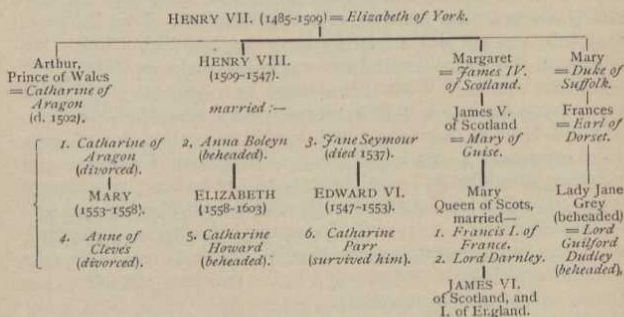 HENRY VII. (1485-1509) = Elizabeth of York.
Arthur,
Prince of Wales
= Catharine of
Aragon
(d. 1502).
HENRY VIII.
(1509-1547).
married :—
Margaret
= James IV.
of Scotland.
James V.
of Scotland
= Mary of
Guise.
Mary
= Duke of
Suffolk.
Frances
= Earl of
Dorset.
1. Catharine of
Aragon
(divorced).
MARY
(1553-1558).
2. Anna Boleyn
(beheaded).
ELIZABETH
(1558-1603)
3. Jane Seymour
(died 1537).
EDWARD VI.
(1547-1553).
4. Anne of
Cleves
(divorced).
5. Catharine
Howard
(beheaded).
6. Catharine
Parr
(survived him).
Mary
Queen of Scots,
married—
1. Francis I. of
France.
2. Lord Darnley.
JAMES VI.
of Scotland, and
I. of England.
Lady Jane
Grey
(beheaded)
= Lord
Guilford
Dudley
(beheaded),